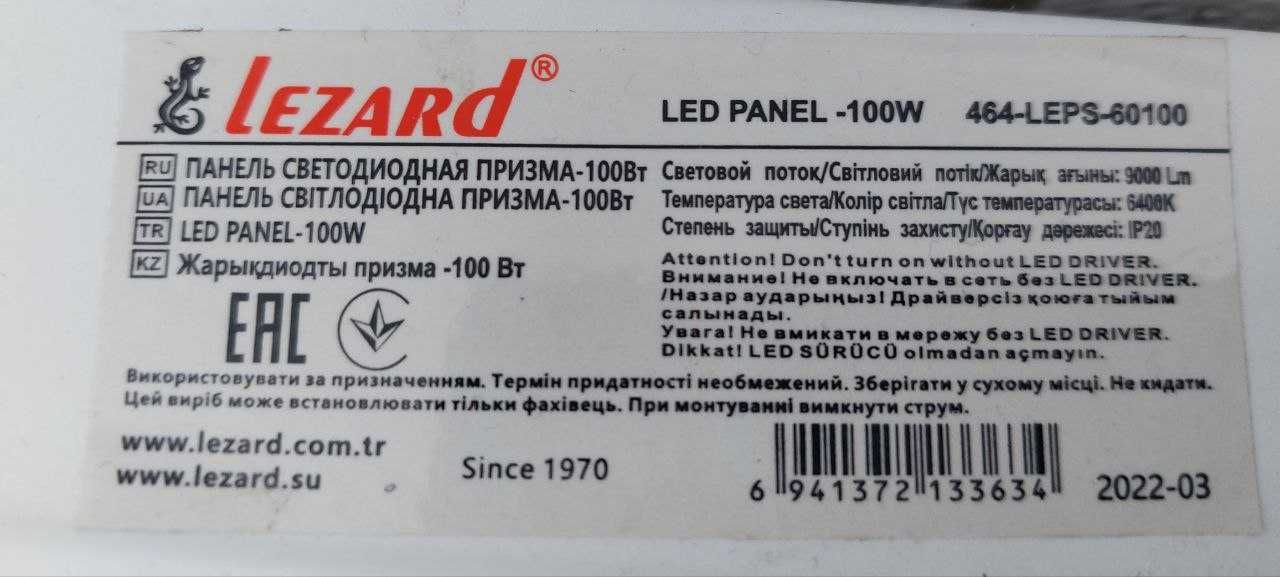 LEZARD®
LED PANEL -100W 464-LEPS-60100
RU ПАНЕЛЬ СВЕТОДИОДНАЯ ПРИЗМА-100Вт
UA ПАНЕЛЬ СВІТЛОДІОДНА ПРИЗМА-100Вт
TR LED PANEL-100W
KZ Жарықдиодты призма -100 Вт
EAC
Световой поток/Світловий потік/Жарық ағыны: 9000 Lm
Температура света/Колір світла/Түс температурасы: 6400K
Степень защиты/Ступінь захисту/Қорғау дәрежесі: IP20
Attention! Don't turn on without LED DRIVER.
Внимание! Не включать в сеть без LED DRIVER.
/Назар аударыңыз! Драйверсіз қоюға тыйым
салынады.
Увага! Не вмикати в мережу без LED DRIVER.
Dikkat! LED SÜRÜCÜ olmadan açmayın.
Використовувати за призначенням. Термін придатності необмежений. Зберігати у сухому місці. Не кидати.
Цей виріб може встановлювати тільки фахівець. При монтуванні вимкнути струм.
www.lezard.com.tr
www.lezard.su
Since 1970
6 941372 133634
2022-03